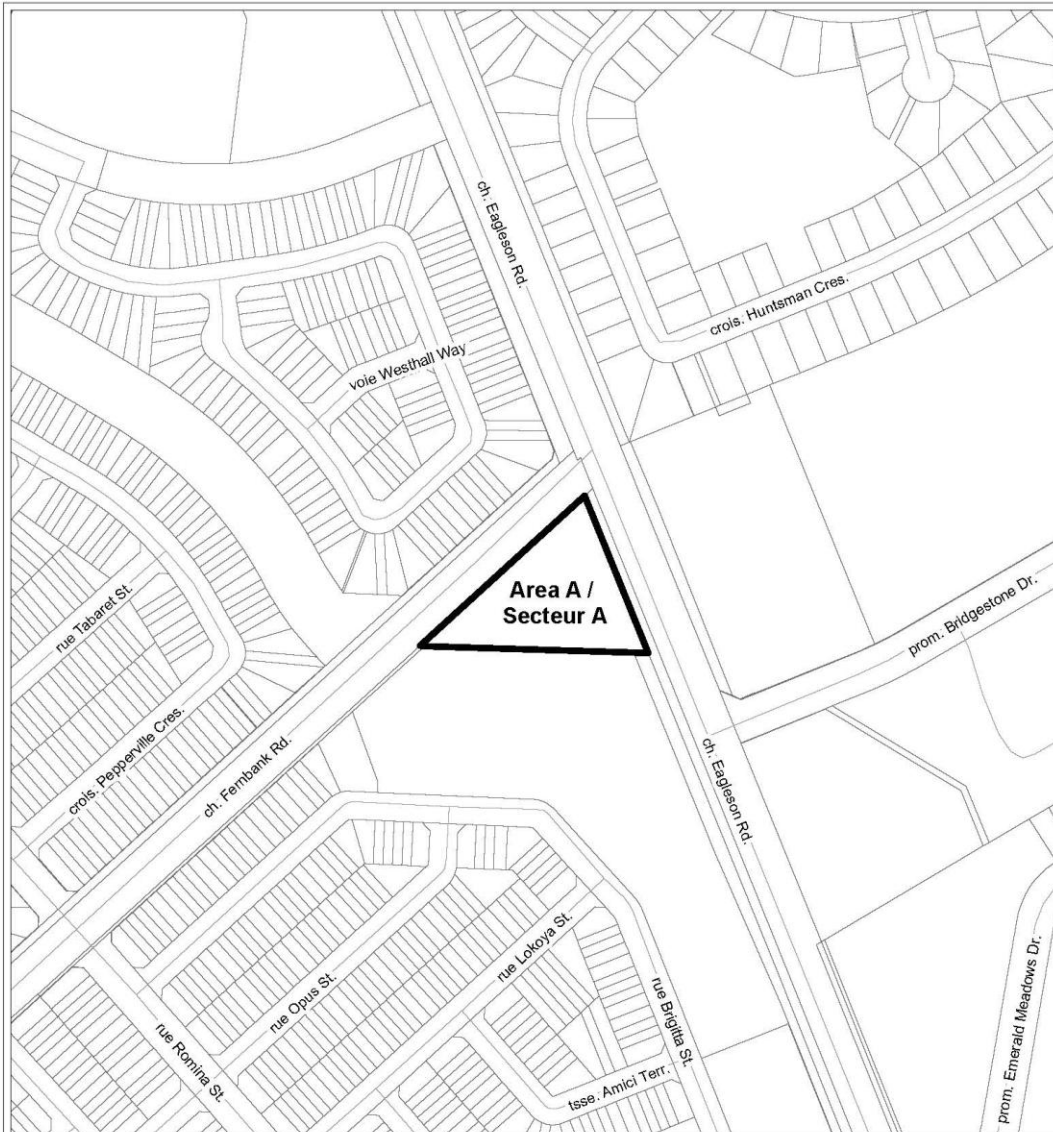 ch. Eagleson Rd.
crois. Huntsman Cres.
voie Westhall Way
Area A /
Secteur A
rue Tabaret St.
prom. Bridgestone Dr.
crois. Pepperville Cres.
ch. Fernbank Rd.
ch. Eagleson Rd.
rue Lokoya St.
rue Opus St.
rue Brigitta St.
rue Romina St.
tsse. Amici Terr.
prom. Emerald Meadows Dr.